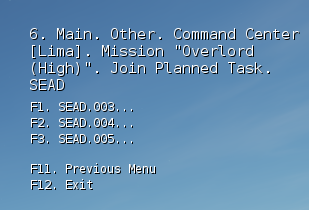 6. Main. Other. Command Center
[Lima]. Mission "Overlord
(High)". Join Planned Task.
SEAD
F1. SEAD.003...
F2. SEAD.004...
F3. SEAD.005...
F11. Previous Menu
F12. Exit